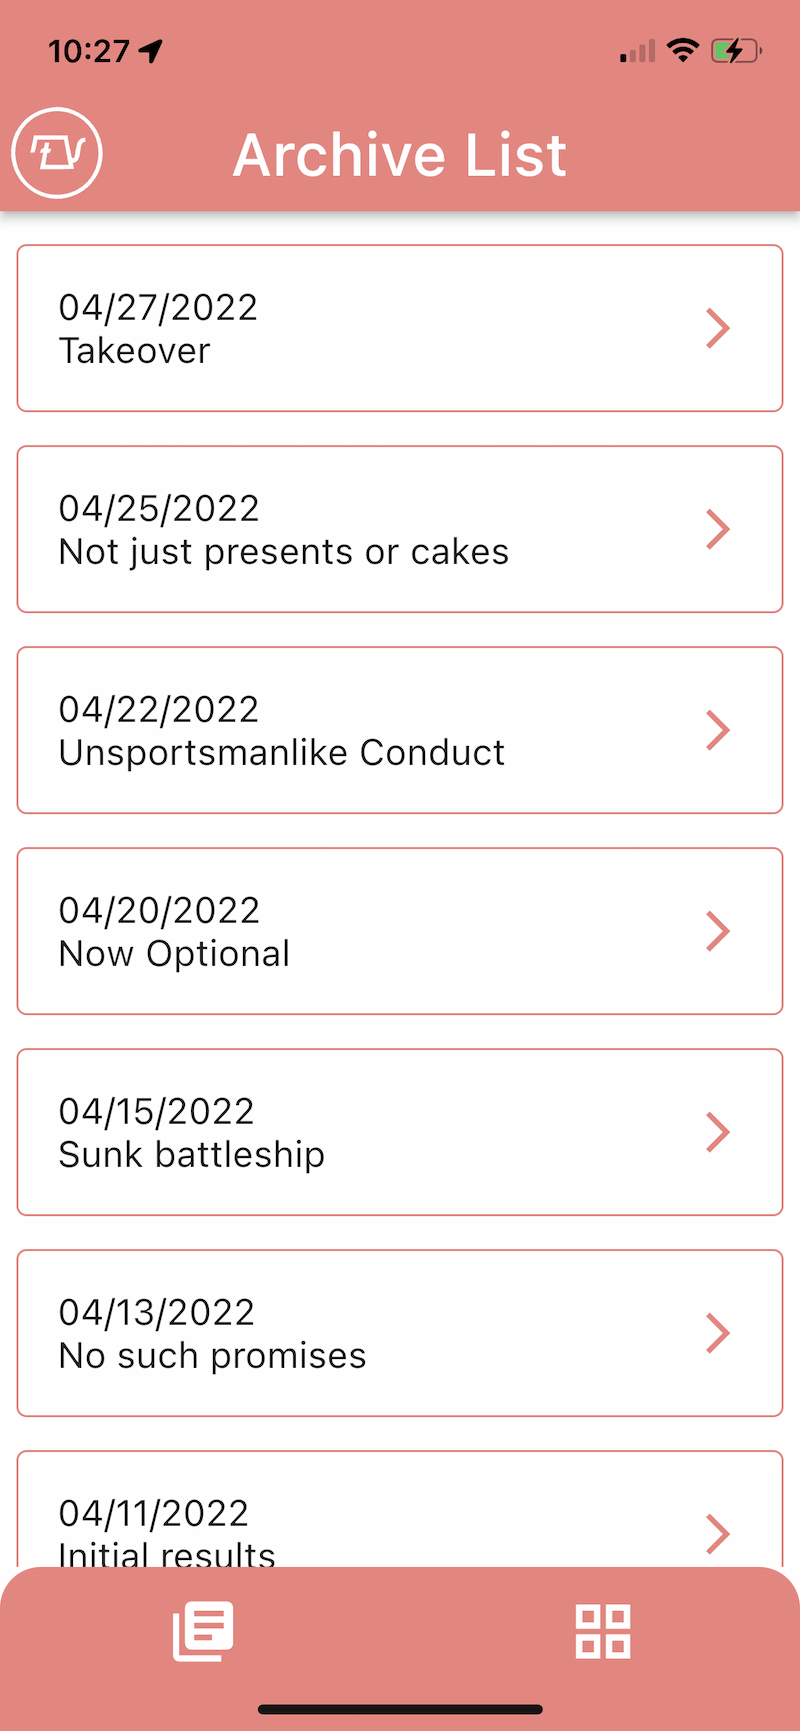 10:27
Archive List
04/27/2022
Takeover
04/25/2022
Not just presents or cakes
04/22/2022
Unsportsmanlike Conduct
04/20/2022
Now Optional
04/15/2022
Sunk battleship
04/13/2022
No such promises
04/11/2022
Initial results